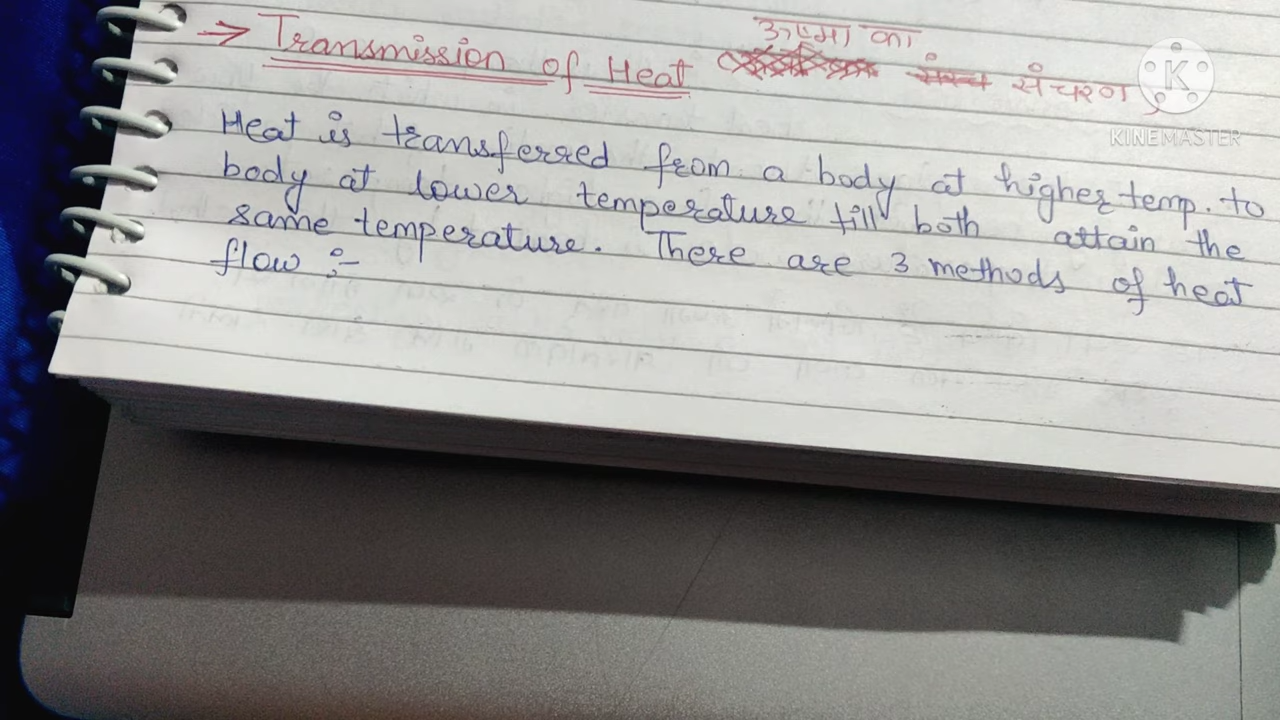 → Transmission of Heat ऊष्मा का संचरण
Heat is transferred from a body at higher temp. to
body at lower temperature till both attain the
same temperature. There are 3 methods of heat
flow :-
K
KINEMASTER